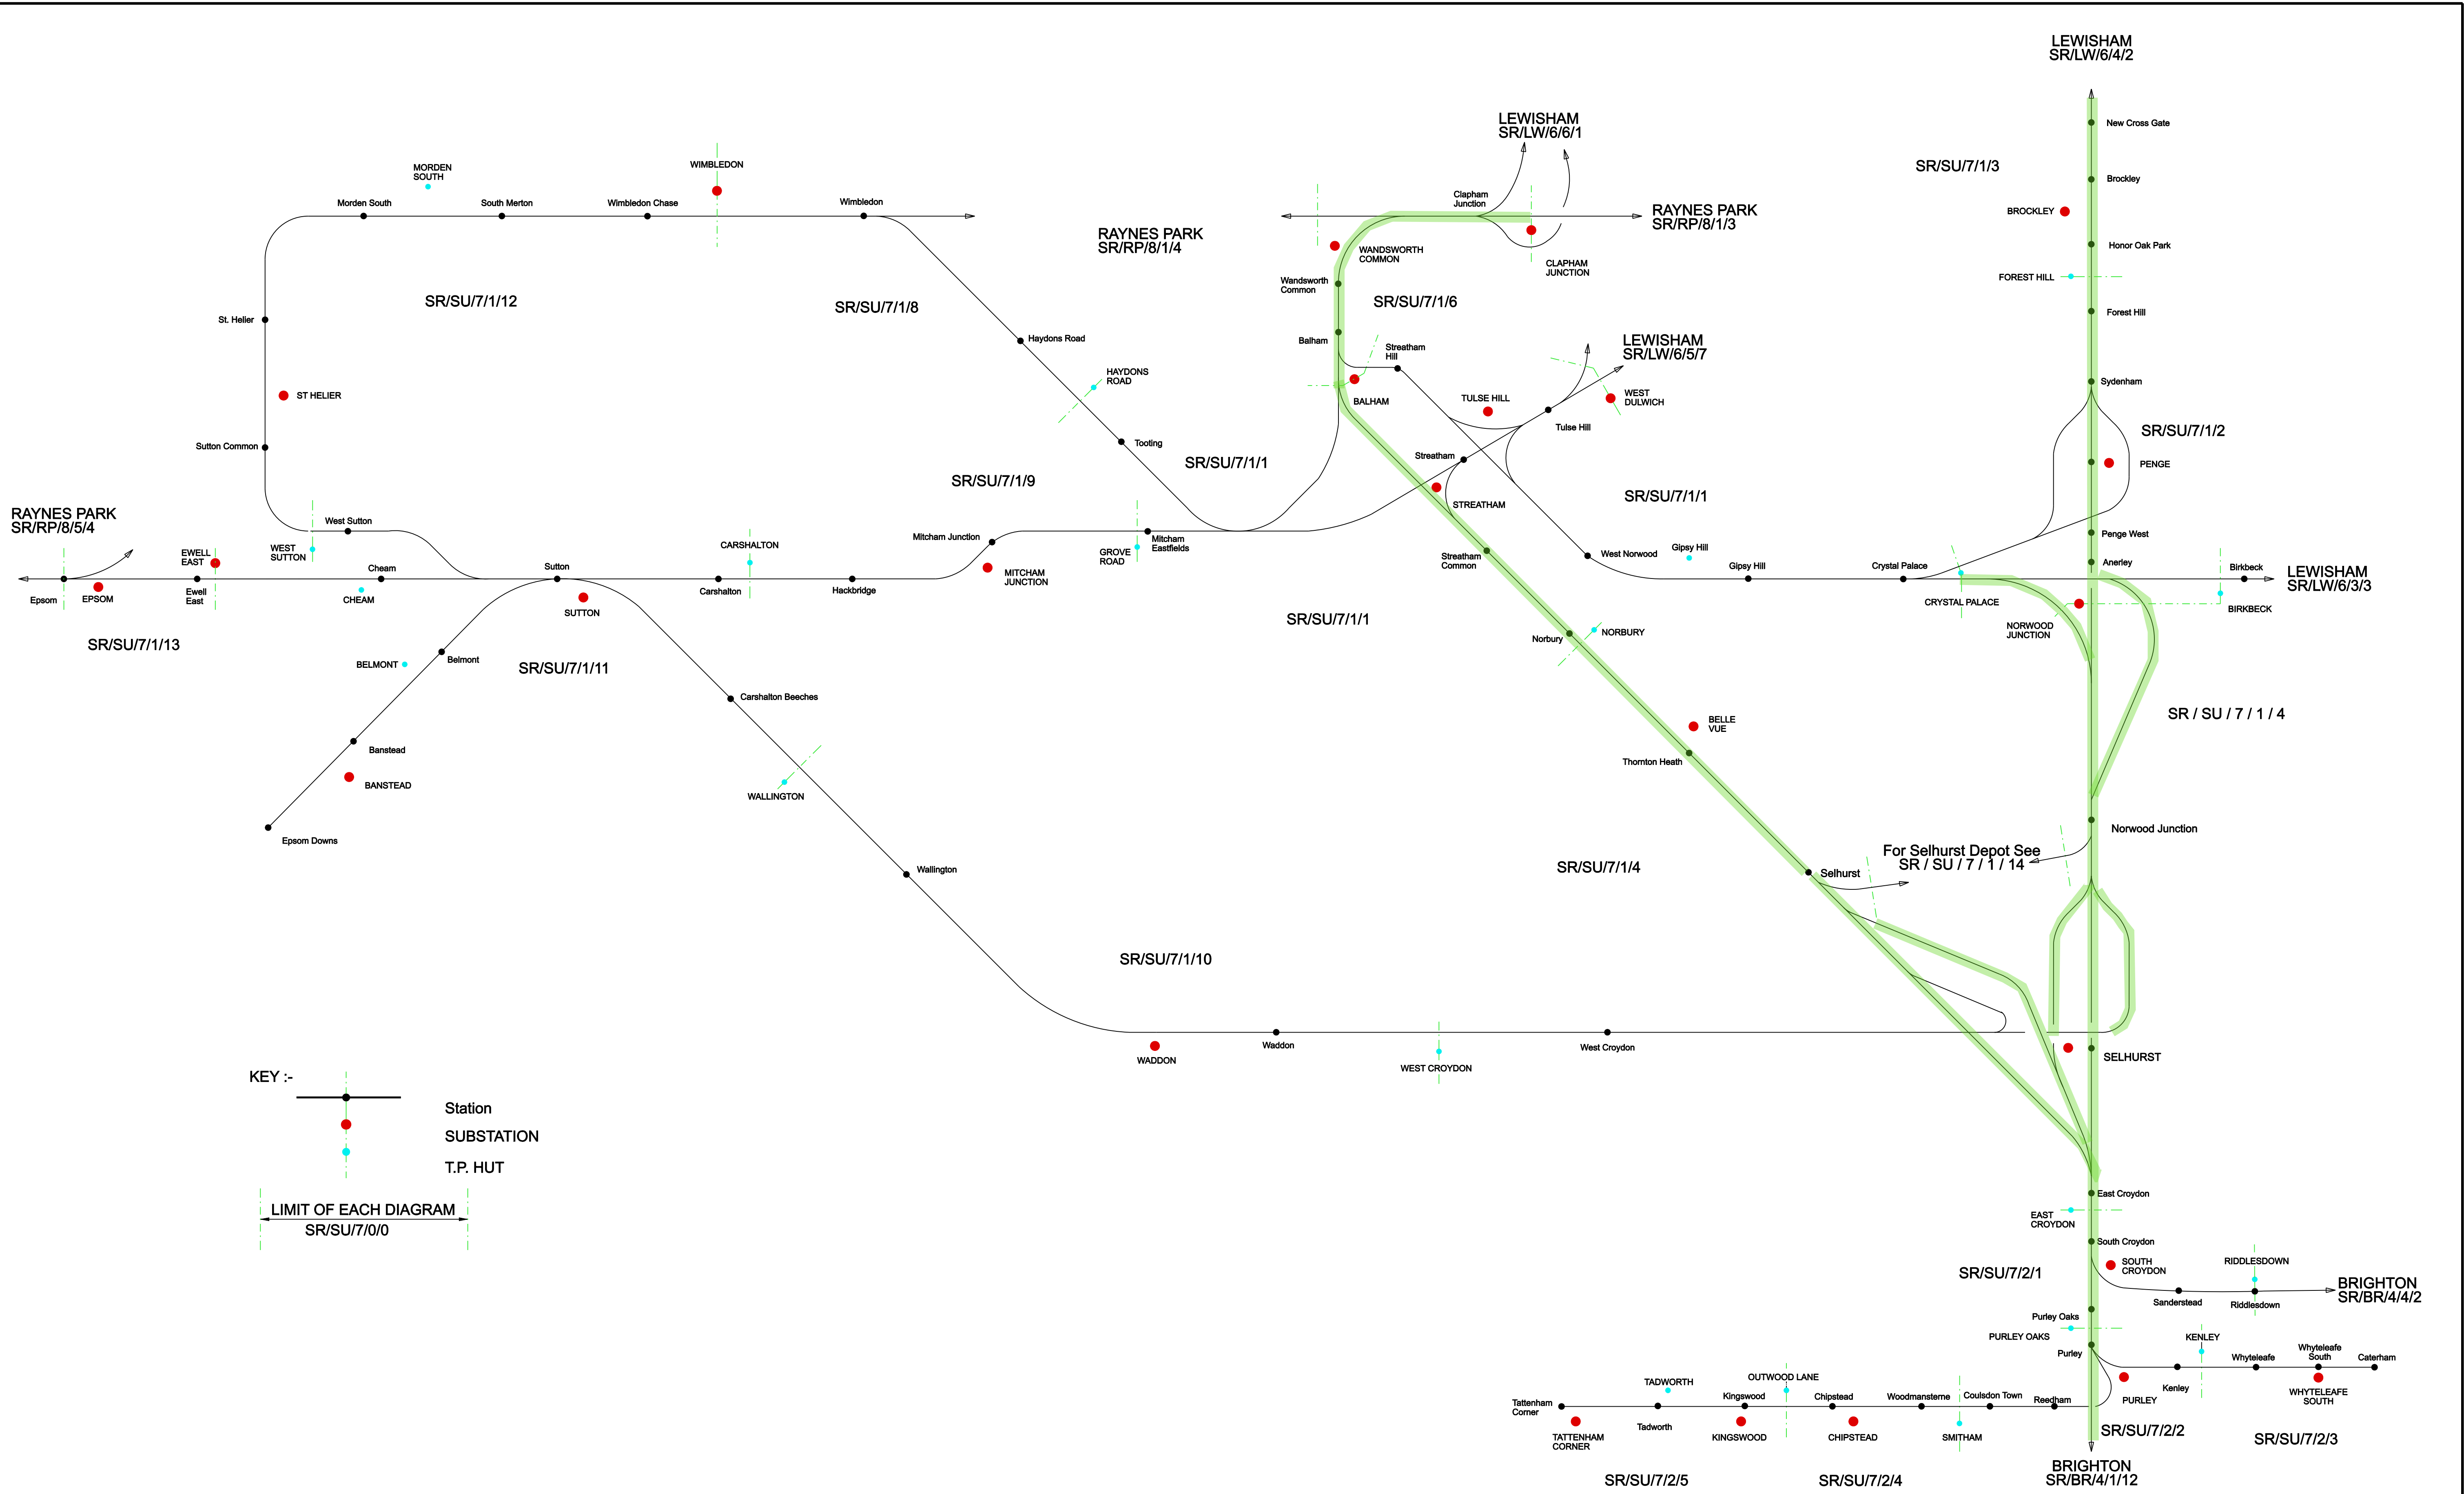 LEWISHAM
SR/LW/6/4/2
New Cross Gate
LEWISHAM
SR/LW/6/6/1
SR/SU/7/1/3
Brockley
MORDEN
SOUTH
WIMBLEDON
Morden South
South Merton
Wimbledon Chase
Wimbledon
Clapham
Junction
RAYNES PARK
SR/RP/8/1/3
BROCKLEY
RAYNES PARK
SR/RP/8/1/4
WANDSWORTH
COMMON
CLAPHAM
JUNCTION
Honor Oak Park
FOREST HILL
Wandsworth
Common
SR/SU/7/1/12
SR/SU/7/1/8
SR/SU/7/1/6
Forest Hill
St. Helier
Haydons Road
Balham
Streatham
Hill
LEWISHAM
SR/LW/6/5/7
HAYDONS
ROAD
Sydenham
ST HELIER
BALHAM
TULSE HILL
WEST
DULWICH
Tulse Hill
SR/SU/7/1/2
Sutton Common
Tooting
Streatham
PENGE
SR/SU/7/1/9
SR/SU/7/1/1
STREATHAM
SR/SU/7/1/1
RAYNES PARK
SR/RP/8/5/4
West Sutton
EWELL
EAST
WEST
SUTTON
CARSHALTON
Mitcham Junction
GROVE
ROAD
Mitcham
Eastfields
Streatham
Common
West Norwood
Gipsy Hill
Penge West
Anerley
Epsom
EPSOM
Ewell
East
Cheam
CHEAM
Sutton
SUTTON
Carshalton
Hackbridge
MITCHAM
JUNCTION
Gipsy Hill
Crystal Palace
CRYSTAL PALACE
Birkbeck
LEWISHAM
SR/LW/6/3/3
BIRKBECK
NORWOOD
JUNCTION
SR/SU/7/1/13
SR/SU/7/1/1
Norbury
NORBURY
BELMONT
Belmont
SR/SU/7/1/11
Carshalton Beeches
SR / SU / 7 / 1 / 4
BELLE
VUE
Banstead
BANSTEAD
Thornton Heath
WALLINGTON
Epsom Downs
Norwood Junction
Wallington
SR/SU/7/1/4
Selhurst
For Selhurst Depot See
SR / SU / 7 / 1 / 14
SR/SU/7/1/10
WADDON
Waddon
WEST CROYDON
West Croydon
SELHURST
KEY :-
Station
SUBSTATION
T.P. HUT
LIMIT OF EACH DIAGRAM
SR/SU/7/0/0
East Croydon
EAST
CROYDON
South Croydon
SR/SU/7/2/1
SOUTH
CROYDON
RIDDLESDOWN
Sanderstead
Riddlesdown
BRIGHTON
SR/BR/4/4/2
Purley Oaks
PURLEY OAKS
Purley
KENLEY
Kenley
Whyteleafe
Whyteleafe
South
Caterham
PURLEY
WHYTELEAFE
SOUTH
TADWORTH
OUTWOOD LANE
Tattenham
Corner
Kingswood
Chipstead
Woodmansterne
Coulsdon Town
Reedham
Tadworth
TATTENHAM
CORNER
KINGSWOOD
CHIPSTEAD
SMITHAM
SR/SU/7/2/2
SR/SU/7/2/3
SR/SU/7/2/5
SR/SU/7/2/4
BRIGHTON
SR/BR/4/1/12